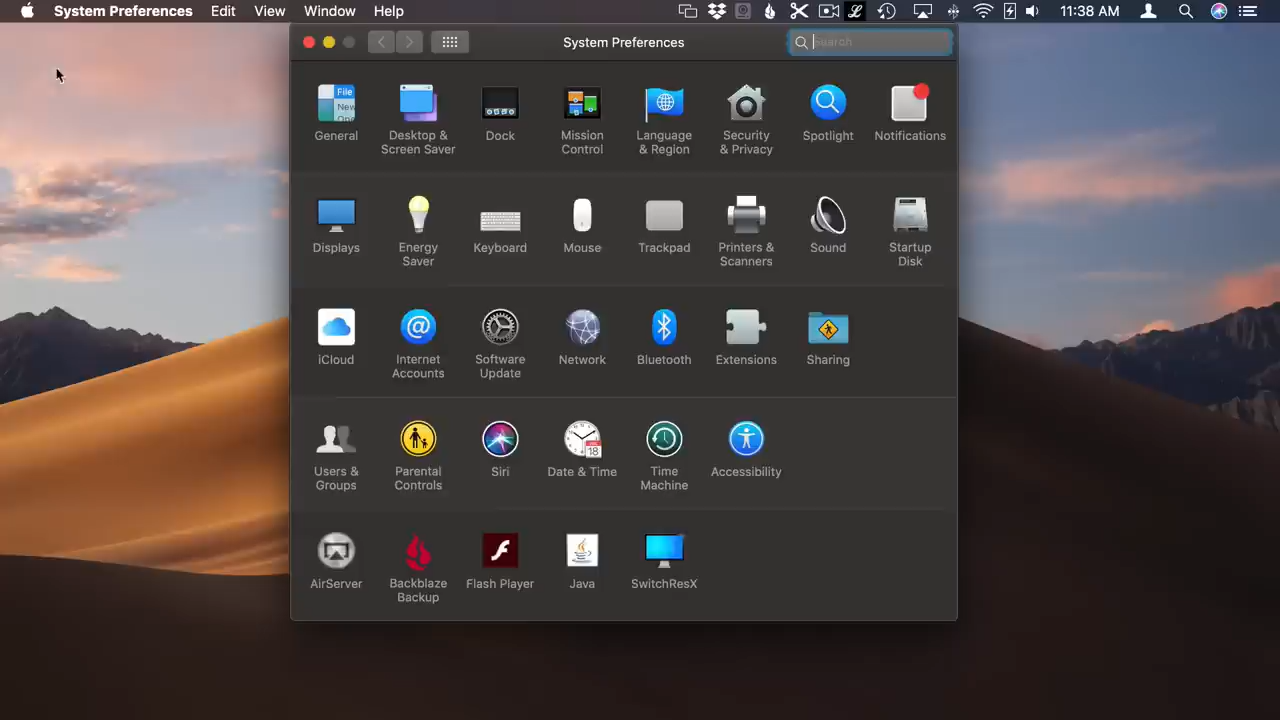 System Preferences Edit View Window Help 11:38 AM
System Preferences
Search
File
New
General
Desktop &
Screen Saver
Dock
Mission
Control
Language
& Region
Security
& Privacy
Spotlight
Notifications
Displays
Energy
Saver
Keyboard
Mouse
Trackpad
Printers &
Scanners
Sound
Startup
Disk
iCloud
Internet
Accounts
Software
Update
Network
Bluetooth
Extensions
Sharing
Users &
Groups
Parental
Controls
Siri
18
Date & Time
Time
Machine
Accessibility
AirServer
Backblaze
Backup
Flash Player
Java
SwitchResX